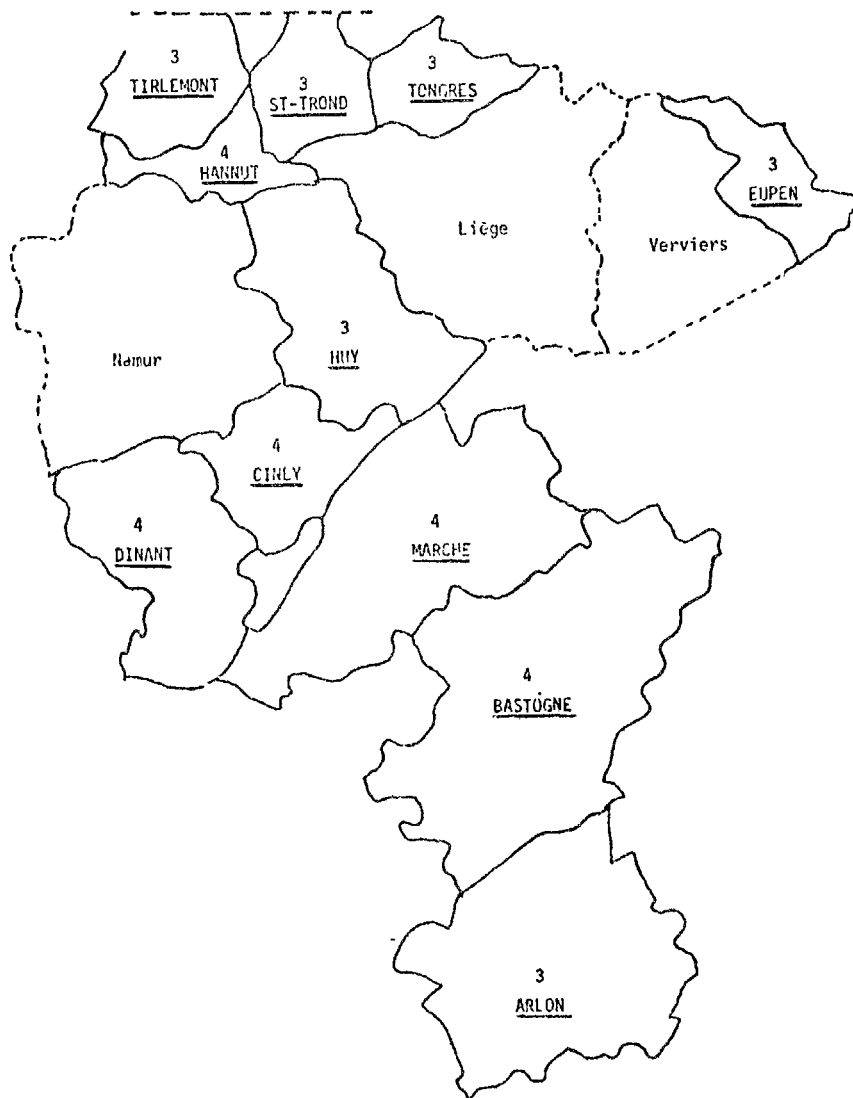 3
TIRLEMONT
3
ST-TROND
3
TONGRES
4
HANNUT
3
EUPEN
Liège
Verviers
3
HUY
Namur
4
CINLY
4
DINANT
4
MARCHE
4
BASTOGNE
3
ARLON